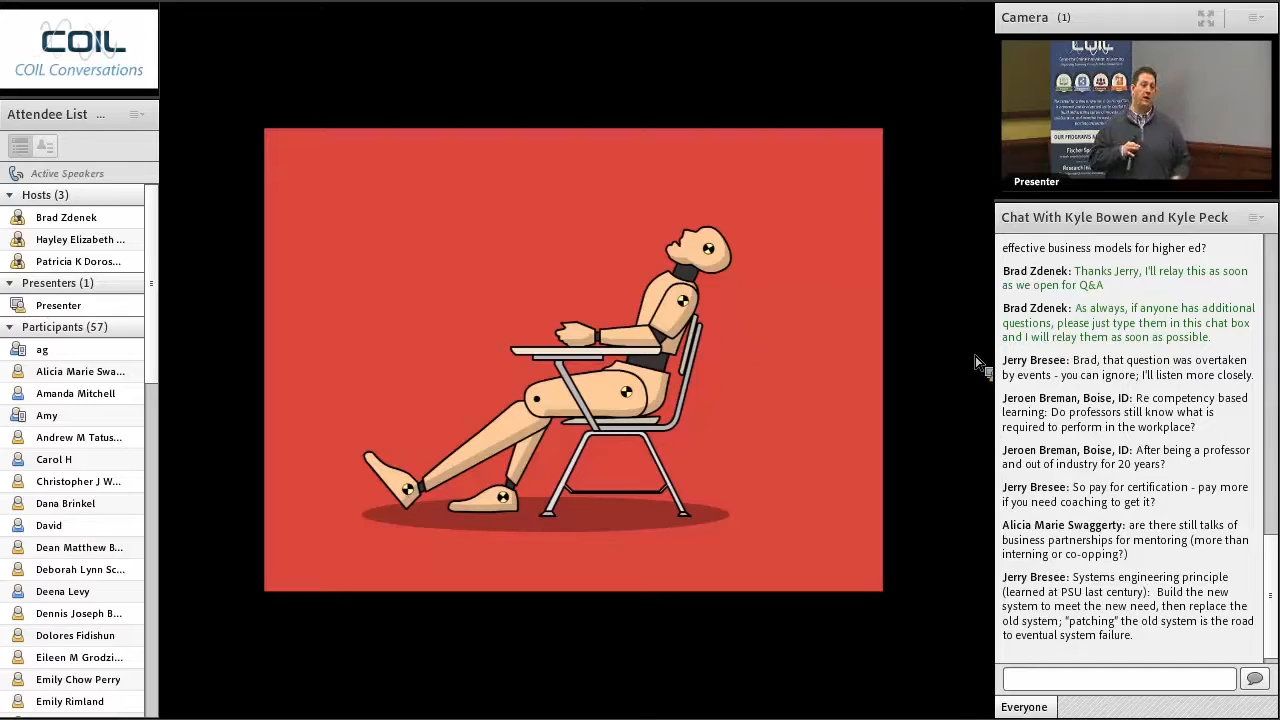 COIL
COIL Conversations
Attendee List ...
Active Speakers
Hosts (3)
Brad Zdenek
Hayley Elizabeth ...
Patricia K Doros...
Presenters (1)
Presenter
Participants (57)
ag
Alicia Marie Swa...
Amanda Mitchell
Amy
Andrew M Tatus...
Carol H
Christopher J W...
Dana Brinkel
David
Dean Matthew B...
Deborah Lynn Sc...
Deena Levy
Dennis Joseph B...
Dolores Fidishun
Eileen M Grodzi...
Emily Chow Perry
Emily Rimland
Camera (1)
COIL
OUR PROGRAMS
Fischer
Research
Presenter
Chat With Kyle Bowen and Kyle Peck
effective business models for higher ed?
Brad Zdenek: Thanks Jerry, I'll relay this as soon
as we open for Q&A
Brad Zdenek: As always, if anyone has additional
questions, please just type them in this chat box
and I will relay them as soon as possible.
Jerry Bresee: Brad, that question was overtaken
by events - you can ignore; I'll listen more closely.
Jeroen Breman, Boise, ID: Re competency based
learning: Do professors still know what is
required to perform in the workplace?
Jeroen Breman, Boise, ID: After being a professor
and out of industry for 20 years?
Jerry Bresee: So pay for certification - pay more
if you need coaching to get it?
Alicia Marie Swaggerty: are there still talks of
business partnerships for mentoring (more than
interning or co-opping?)
Jerry Bresee: Systems engineering principle
(learned at PSU last century): Build the new
system to meet the new need, then replace the
old system; "patching" the old system is the road
to eventual system failure.
Everyone